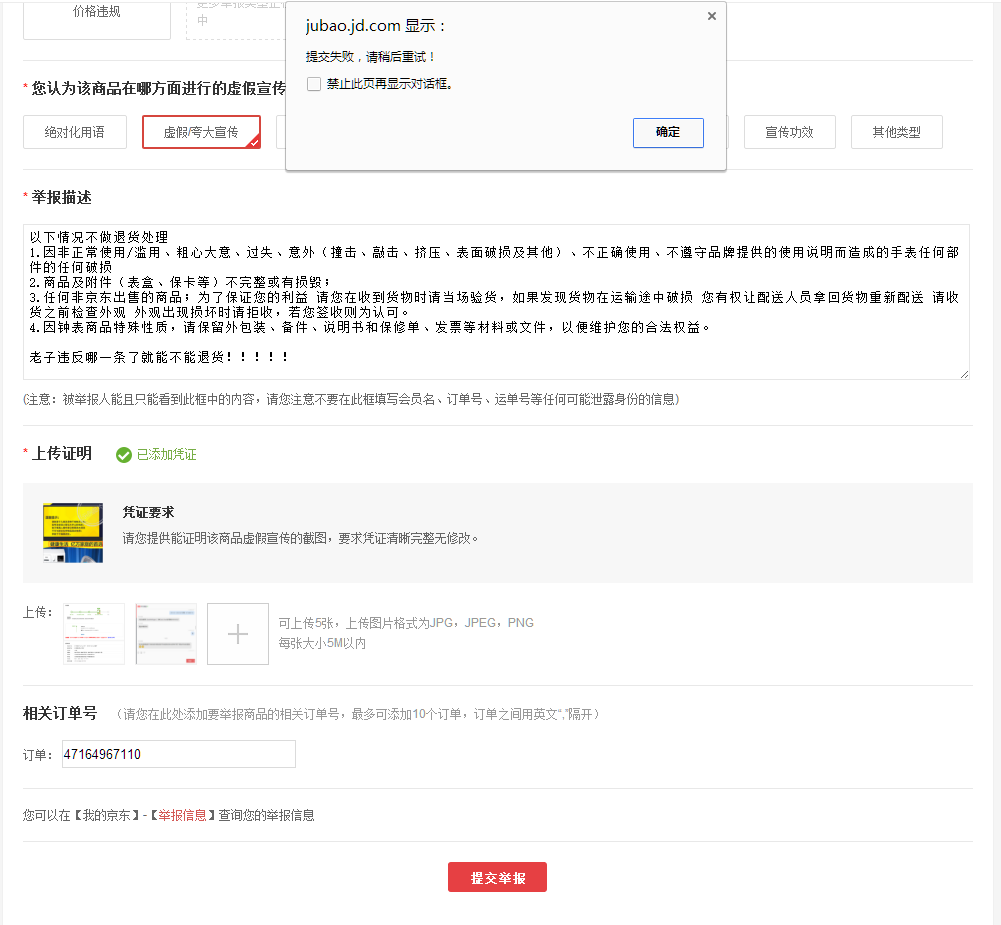 价格违规
更多举报类型正在
中
jubao.jd.com 显示：
提交失败，请稍后重试！
禁止此页再显示对话框。
确定
* 您认为该商品在哪方面进行的虚假宣传
绝对化用语
虚假/夸大宣传
宣传功效
其他类型
* 举报描述
以下情况不做退货处理
1.因非正常使用/滥用、粗心大意、过失、意外（撞击、敲击、挤压、表面破损及其他）、不正确使用、不遵守品牌提供的使用说明而造成的手表任何部
件的任何破损
2.商品及附件（表盒、保卡等）不完整或有损毁；
3.任何非京东出售的商品；为了保证您的利益 请您在收到货物时请当场验货，如果发现货物在运输途中破损 您有权让配送人员拿回货物重新配送 请收
货之前检查外观 外观出现损坏时请拒收，若您签收则为认可。
4.因钟表商品特殊性质，请保留外包装、备件、说明书和保修单、发票等材料或文件，以便维护您的合法权益。
老子违反哪一条了就能不能退货！！！！！
(注意：被举报人能且只能看到此框中的内容，请您注意不要在此框填写会员名、订单号、运单号等任何可能泄露身份的信息)
* 上传证明
已添加凭证
凭证要求
请您提供能证明该商品虚假宣传的截图，要求凭证清晰完整无修改。
上传：
可上传5张，上传图片格式为JPG，JPEG，PNG
每张大小5M以内
相关订单号
（请您在此处添加要举报商品的相关订单号，最多可添加10个订单，订单之间用英文“,”隔开）
订单：
47164967110
您可以在【我的京东】-【举报信息】查询您的举报信息
提交举报